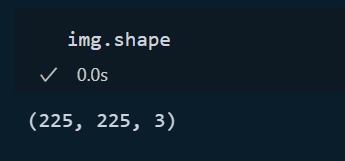 img.shape
✓ 0.0s
(225, 225, 3)